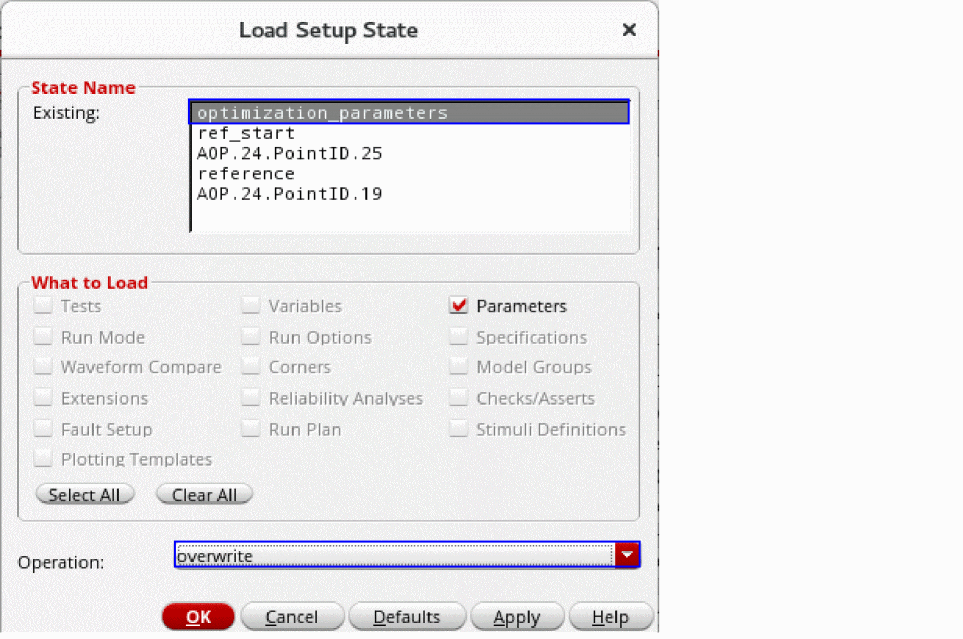 Load Setup State
State Name
Existing:
optimization_parameters
ref_start
AOP.24.PointID.25
reference
AOP.24.PointID.19
What to Load
Tests Variables Parameters
Run Mode Run Options Specifications
Waveform Compare Corners Model Groups
Extensions Reliability Analyses Checks/Asserts
Fault Setup Run Plan Stimuli Definitions
Plotting Templates
Select All Clear All
Operation: overwrite
OK Cancel Defaults Apply Help